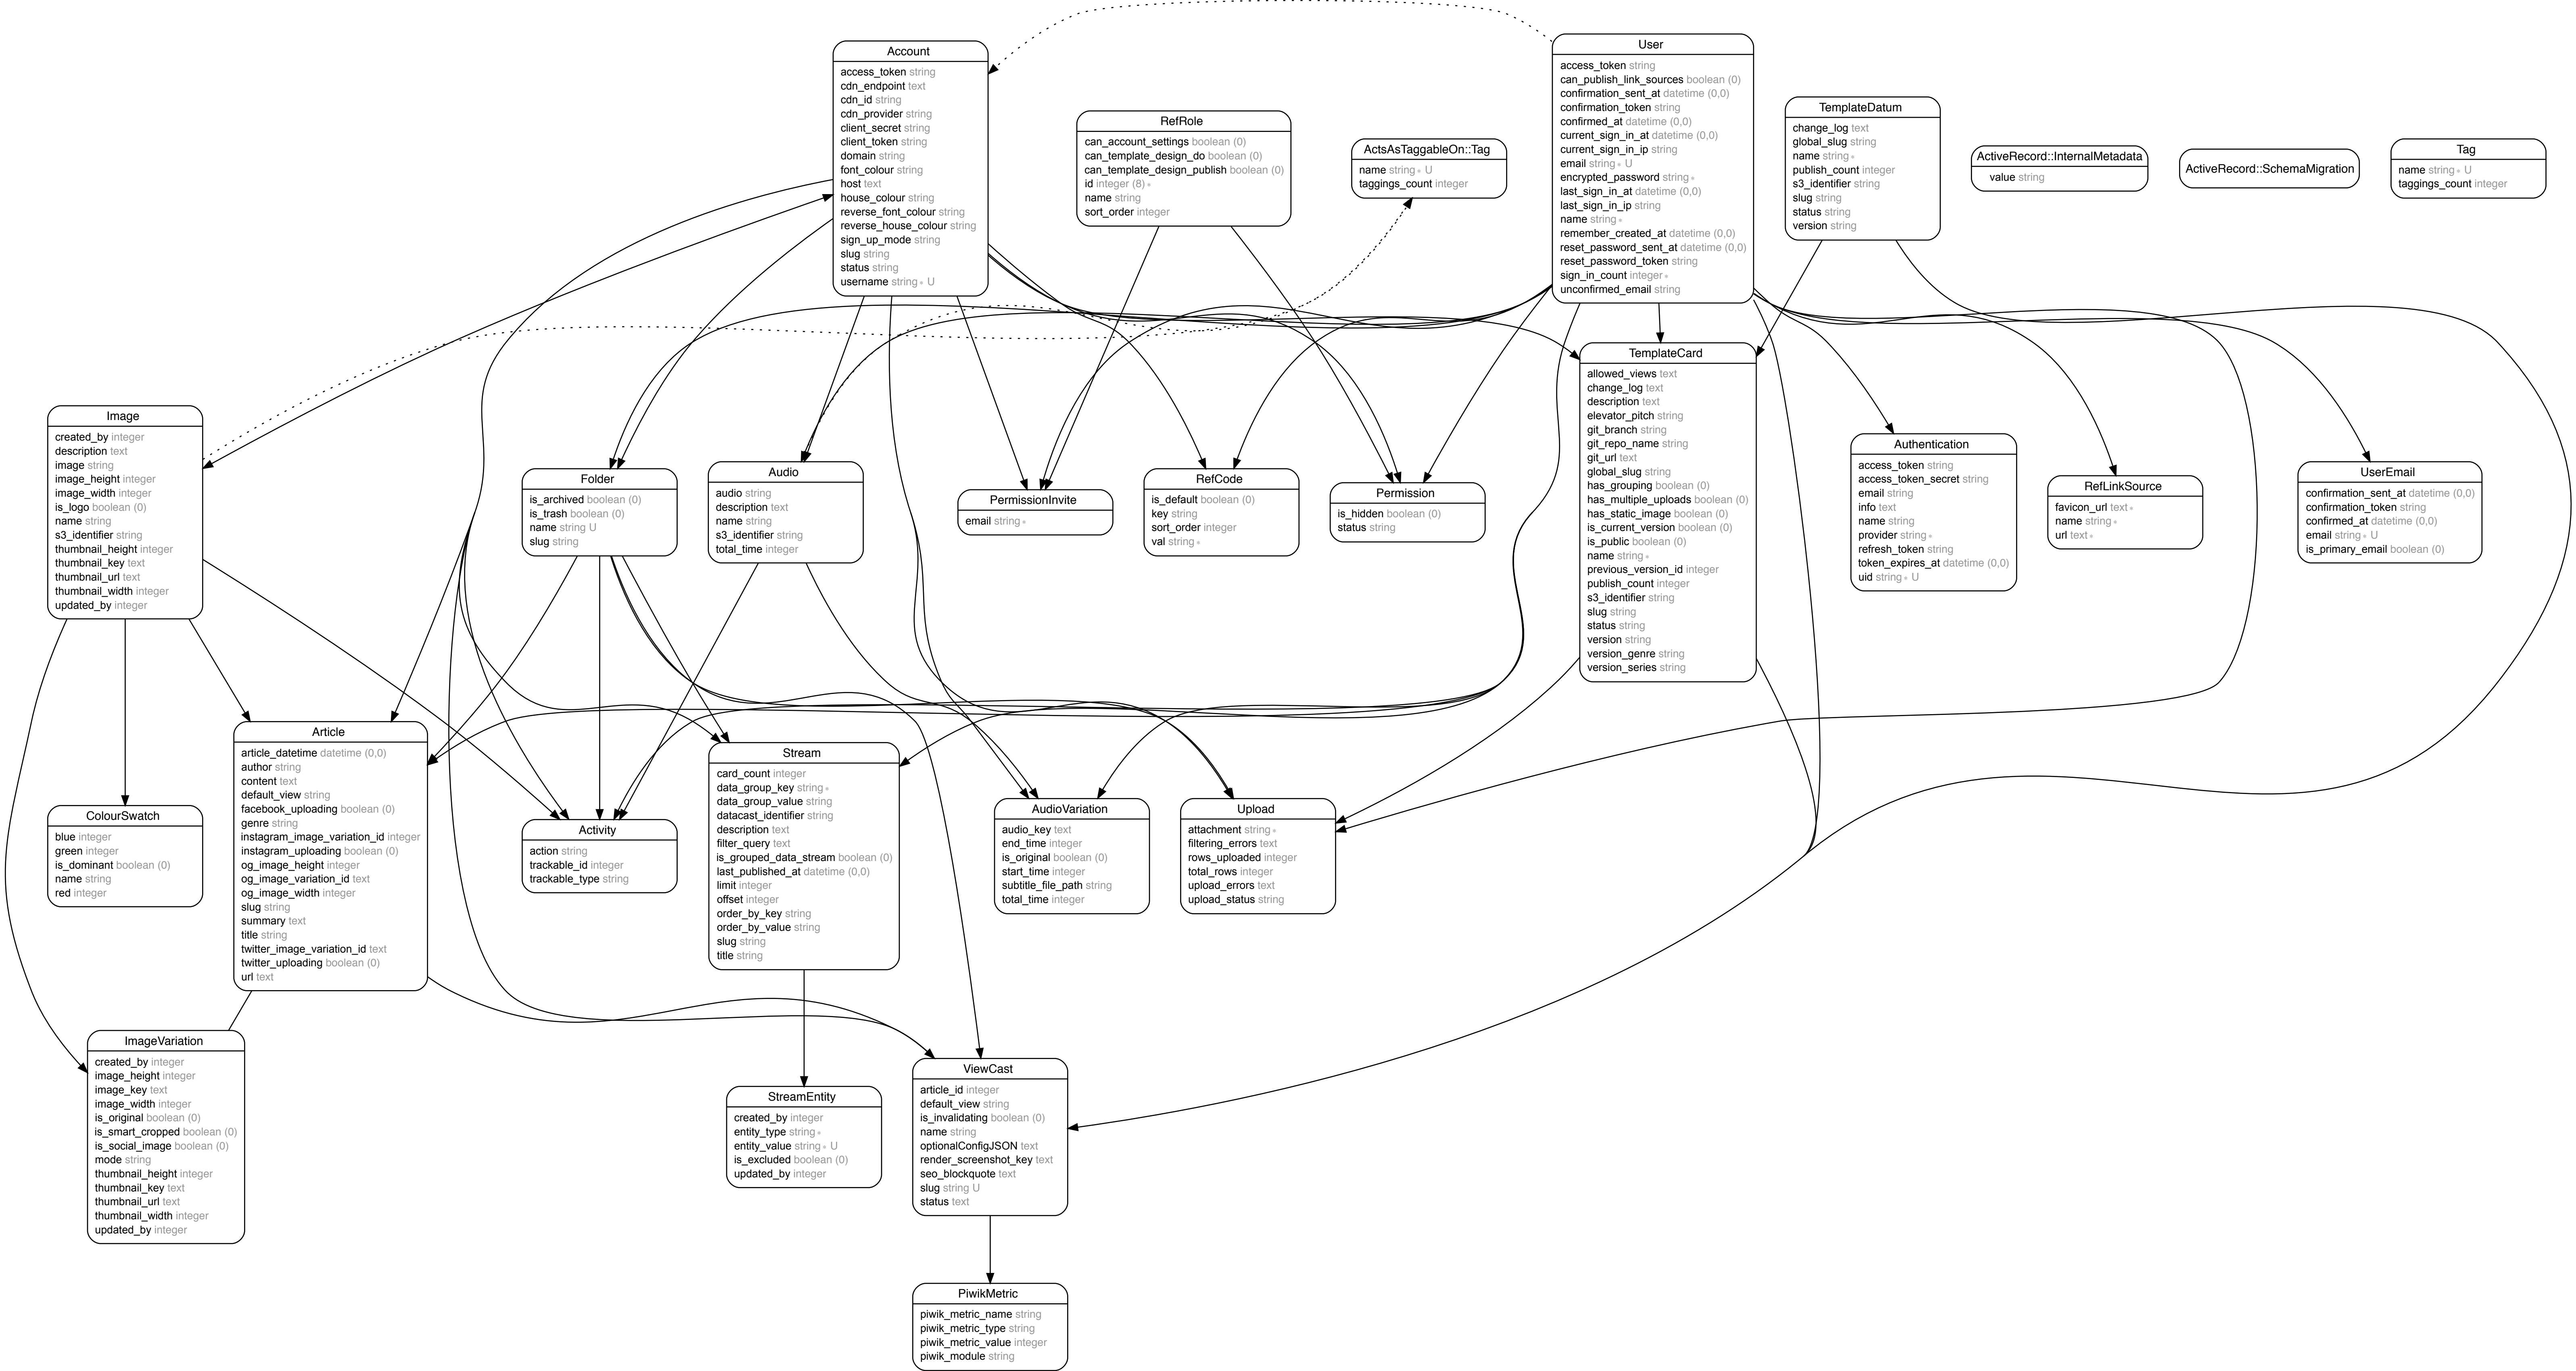 Account
access_token string
cdn_endpoint text
cdn_id string
cdn_provider string
client_secret string
client_token string
domain string
font_colour string
host text
house_colour string
reverse_font_colour string
reverse_house_colour string
sign_up_mode string
slug string
status string
username string∗ U
RefRole
can_account_settings boolean (0)
can_template_design_do boolean (0)
can_template_design_publish boolean (0)
id integer (8)∗
name string
sort_order integer
ActsAsTaggableOn::Tag
name string∗ U
taggings_count integer
User
access_token string
can_publish_link_sources boolean (0)
confirmation_sent_at datetime (0,0)
confirmation_token string
confirmed_at datetime (0,0)
current_sign_in_at datetime (0,0)
current_sign_in_ip string
email string∗ U
encrypted_password string∗
last_sign_in_at datetime (0,0)
last_sign_in_ip string
name string∗
remember_created_at datetime (0,0)
reset_password_sent_at datetime (0,0)
reset_password_token string
sign_in_count integer∗
unconfirmed_email string
TemplateDatum
change_log text
global_slug string
name string∗
publish_count integer
s3_identifier string
slug string
status string
version string
ActiveRecord::InternalMetadata
value string
ActiveRecord::SchemaMigration
Tag
name string∗ U
taggings_count integer
Image
created_by integer
description text
image string
image_height integer
image_width integer
is_logo boolean (0)
name string
s3_identifier string
thumbnail_height integer
thumbnail_key text
thumbnail_url text
thumbnail_width integer
updated_by integer
Folder
is_archived boolean (0)
is_trash boolean (0)
name string U
slug string
Audio
audio string
description text
name string
s3_identifier string
total_time integer
PermissionInvite
email string∗
RefCode
is_default boolean (0)
key string
sort_order integer
val string∗
Permission
is_hidden boolean (0)
status string
TemplateCard
allowed_views text
change_log text
description text
elevator_pitch string
git_branch string
git_repo_name string
git_url text
global_slug string
has_grouping boolean (0)
has_multiple_uploads boolean (0)
has_static_image boolean (0)
is_current_version boolean (0)
is_public boolean (0)
name string∗
previous_version_id integer
publish_count integer
s3_identifier string
slug string
status string
version string
version_genre string
version_series string
Authentication
access_token string
access_token_secret string
email string
info text
name string
provider string∗
refresh_token string
token_expires_at datetime (0,0)
uid string∗ U
RefLinkSource
favicon_url text∗
name string∗
url text∗
UserEmail
confirmation_sent_at datetime (0,0)
confirmation_token string
confirmed_at datetime (0,0)
email string∗ U
is_primary_email boolean (0)
ColourSwatch
blue integer
green integer
is_dominant boolean (0)
name string
red integer
Article
article_datetime datetime (0,0)
author string
content text
default_view string
facebook_uploading boolean (0)
genre string
instagram_image_variation_id integer
instagram_uploading boolean (0)
og_image_height integer
og_image_variation_id text
og_image_width integer
slug string
summary text
title string
twitter_image_variation_id text
twitter_uploading boolean (0)
url text
Activity
action string
trackable_id integer
trackable_type string
Stream
card_count integer
data_group_key string∗
data_group_value string
datacast_identifier string
description text
filter_query text
is_grouped_data_stream boolean (0)
last_published_at datetime (0,0)
limit integer
offset integer
order_by_key string
order_by_value string
slug string
title string
AudioVariation
audio_key text
end_time integer
is_original boolean (0)
start_time integer
subtitle_file_path string
total_time integer
Upload
attachment string∗
filtering_errors text
rows_uploaded integer
total_rows integer
upload_errors text
upload_status string
ImageVariation
created_by integer
image_height integer
image_key text
image_width integer
is_original boolean (0)
is_smart_cropped boolean (0)
is_social_image boolean (0)
mode string
thumbnail_height integer
thumbnail_key text
thumbnail_url text
thumbnail_width integer
updated_by integer
StreamEntity
created_by integer
entity_type string∗
entity_value string∗ U
is_excluded boolean (0)
updated_by integer
ViewCast
article_id integer
default_view string
is_invalidating boolean (0)
name string
optionalConfigJSON text
render_screenshot_key text
seo_blockquote text
slug string U
status text
PiwikMetric
piwik_metric_name string
piwik_metric_type string
piwik_metric_value integer
piwik_module string